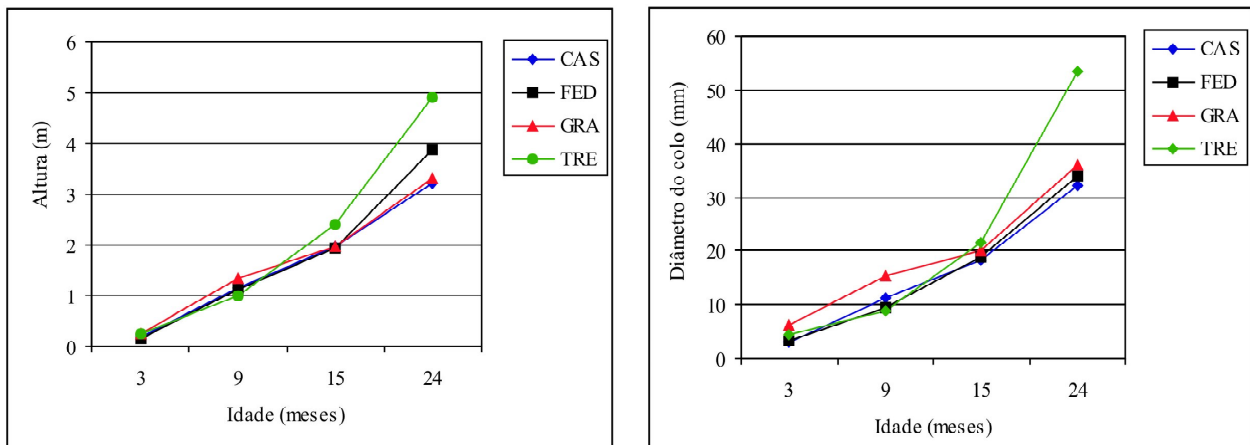 6
5
4
3
2
1
0
Altura (m)
3 9 15 24
Idade (meses)
CAS
FED
GRA
TRE
60
50
40
30
20
10
0
Diâmetro do colo (mm)
3 9 15 24
Idade (meses)
CAS
FED
GRA
TRE